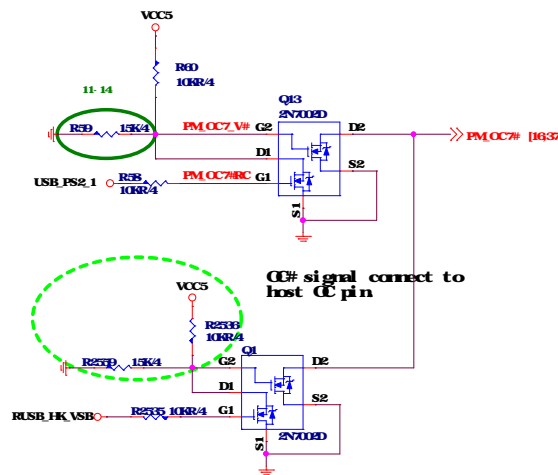 VCC5
R60
10KR/4
11-14
R59 15K/4
Q13
2N7002D
PM_OC7_V#
G2
D2
PM_OC7# [16,37
D1
S2
USB_PS2_1
R58
10KR/4
PM_OC7#RC
G1
S1
OC# signal connect to
host OC pin
VCC5
R2536
10KR/4
R2559 15K/4
Q1
G2
D2
D1
S2
RUSB_HK_VSB
R2535 10KR/4
G1
S1
2N7002D